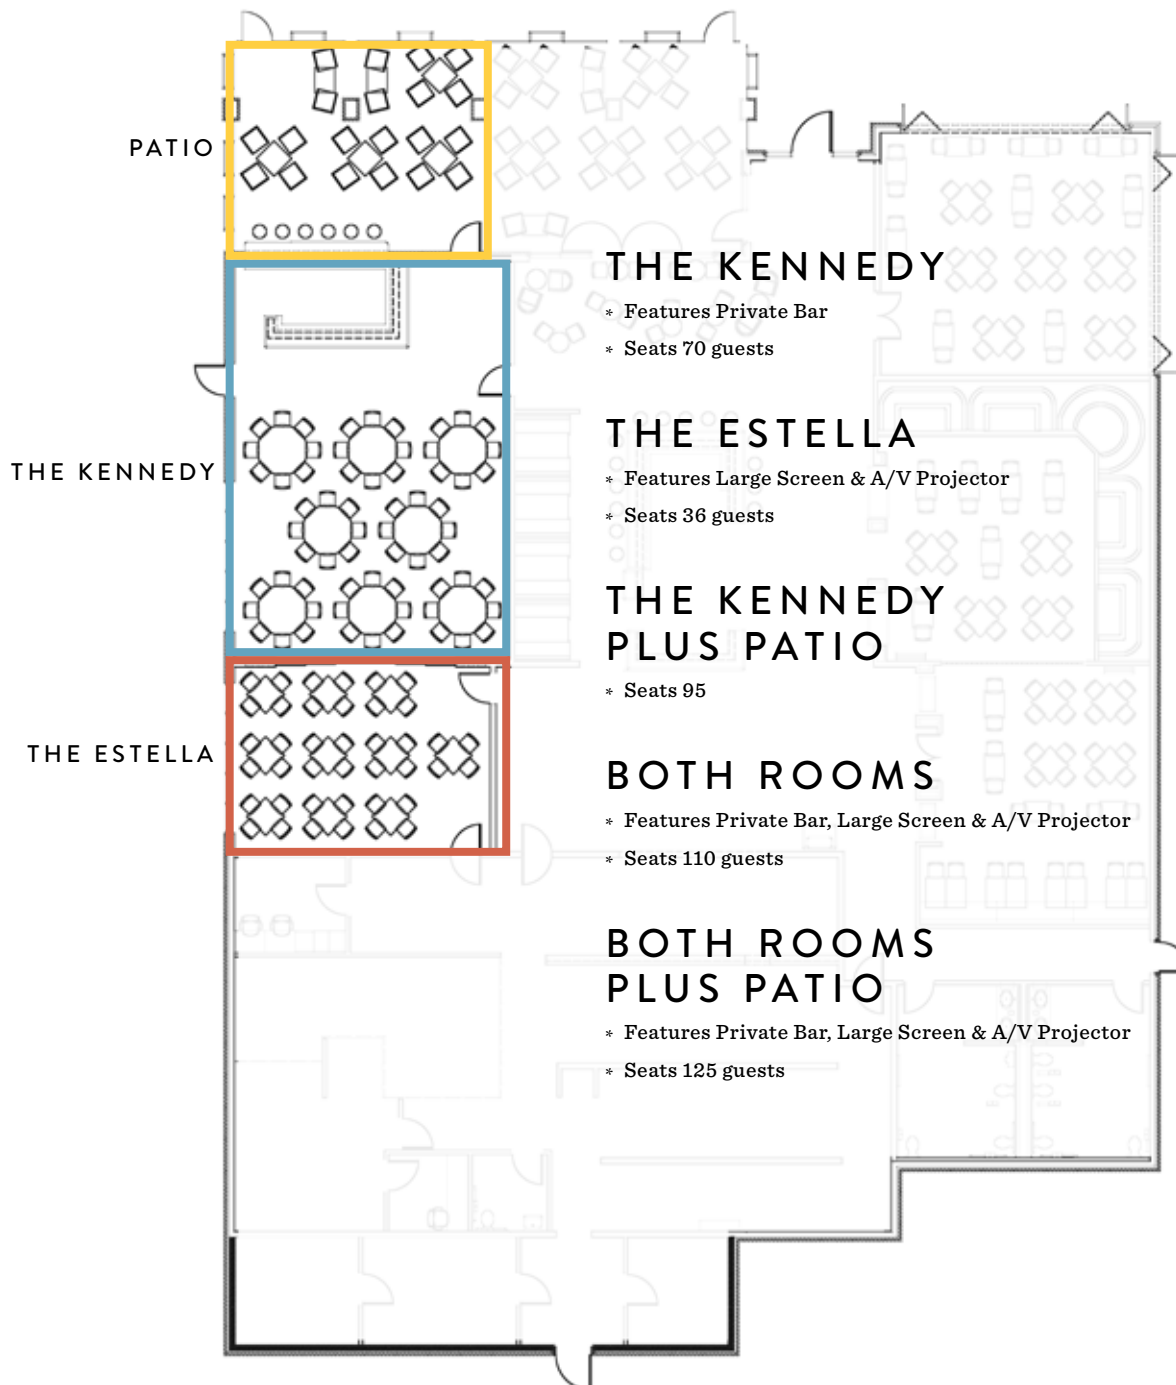 PATIO
THE KENNEDY
THE ESTELLA
THE KENNEDY
* Features Private Bar
* Seats 70 guests
THE ESTELLA
* Features Large Screen & A/V Projector
* Seats 36 guests
THE KENNEDY
PLUS PATIO
* Seats 95
BOTH ROOMS
* Features Private Bar, Large Screen & A/V Projector
* Seats 110 guests
BOTH ROOMS
PLUS PATIO
* Features Private Bar, Large Screen & A/V Projector
* Seats 125 guests